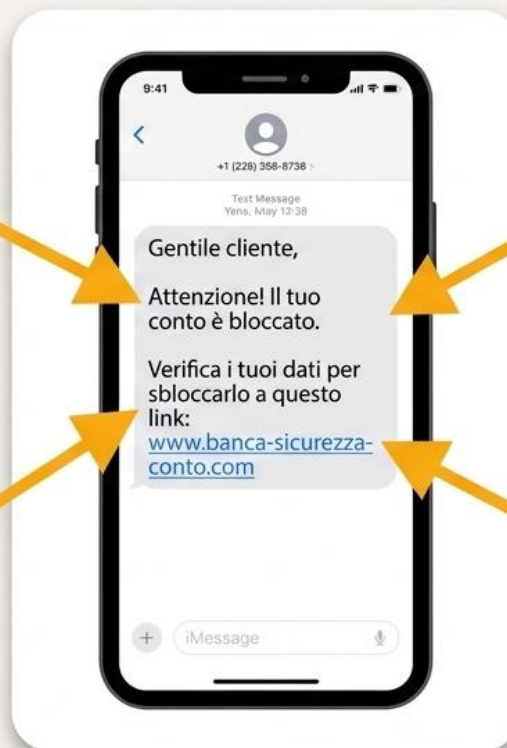 9:41
+1 (226) 358-8738 >
Text Message
Yens, May 12:38
Gentile cliente,
Attenzione! Il tuo
conto è bloccato.
Verifica i tuoi dati per
sbloccarlo a questo
link:
www.banca-sicurezza-
conto.com
iMessage